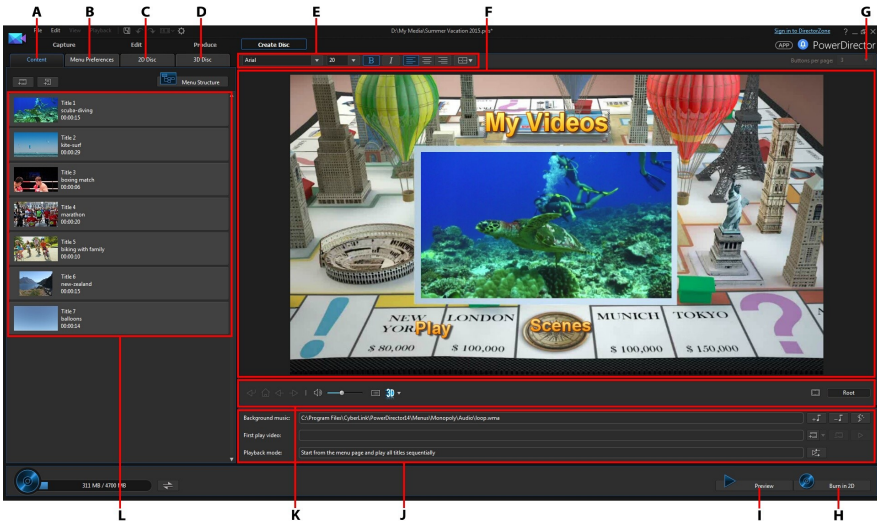 A B C D E F G
File Edit View Playback
D:\My Media\Summer Vacation 2015.pds*
Sign in to DirectorZone ? _ X
Capture Edit Produce Create Disc
APP PowerDirector
Content Menu Preferences 2D Disc 3D Disc
Arial 20 B I
Buttons per page 3
Menu Structure
Title 1
scuba-diving
00:00:15
Title 2
kite-surf
00:00:29
Title 3
boxing match
00:00:06
Title 4
marathon
00:00:20
Title 5
biking with family
00:00:10
Title 6
new-zealand
00:00:15
Title 7
balloons
00:00:14
My Videos
NEW YORK
$ 80,000
LONDON
$ 100,000
MUNICH
$ 100,000
TOKYO
$ 150,000
Play
Scenes
3D
Root
Background music: C:\Program Files\CyberLink\PowerDirector14\Menus\Monopoly\Audio\loop.wma
First play video:
Playback mode: Start from the menu page and play all titles sequentially
311 MB / 4700 MB
Preview
Burn in 2D
L K J I H